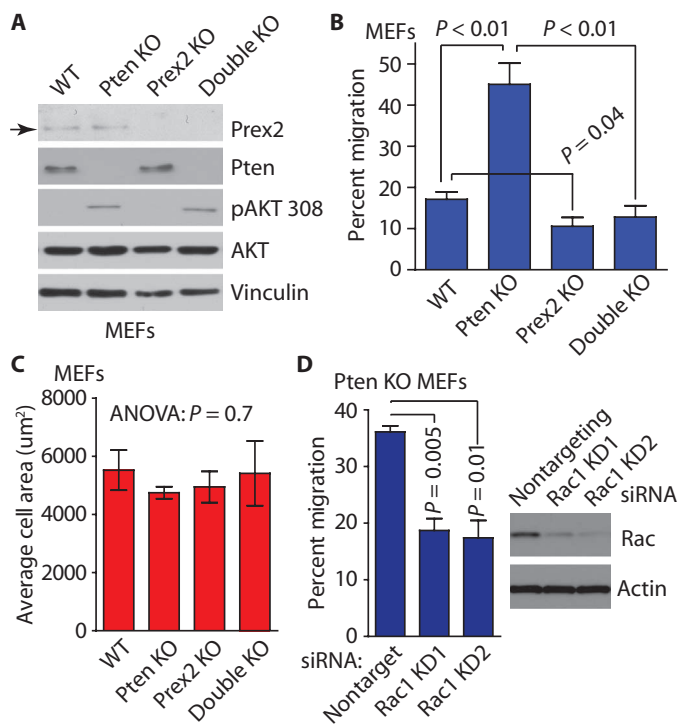 A
WT
Pten KO
Prex2 KO
Double KO
Prex2
Pten
pAKT 308
AKT
Vinculin
MEFs
B
MEFs
P < 0.01
P < 0.01
P = 0.04
Percent migration
50
40
30
20
10
0
WT
Pten KO
Prex2 KO
Double KO
C
MEFs
ANOVA: P = 0.7
Average cell area (um²)
8000
6000
4000
2000
0
WT
Pten KO
Prex2 KO
Double KO
D
Pten KO MEFs
Percent migration
40
30
20
10
0
P = 0.005
P = 0.01
siRNA:
Nontarget
Rac1 KD1
Rac1 KD2
Nontargeting
Rac1 KD1
Rac1 KD2
siRNA
Rac
Actin